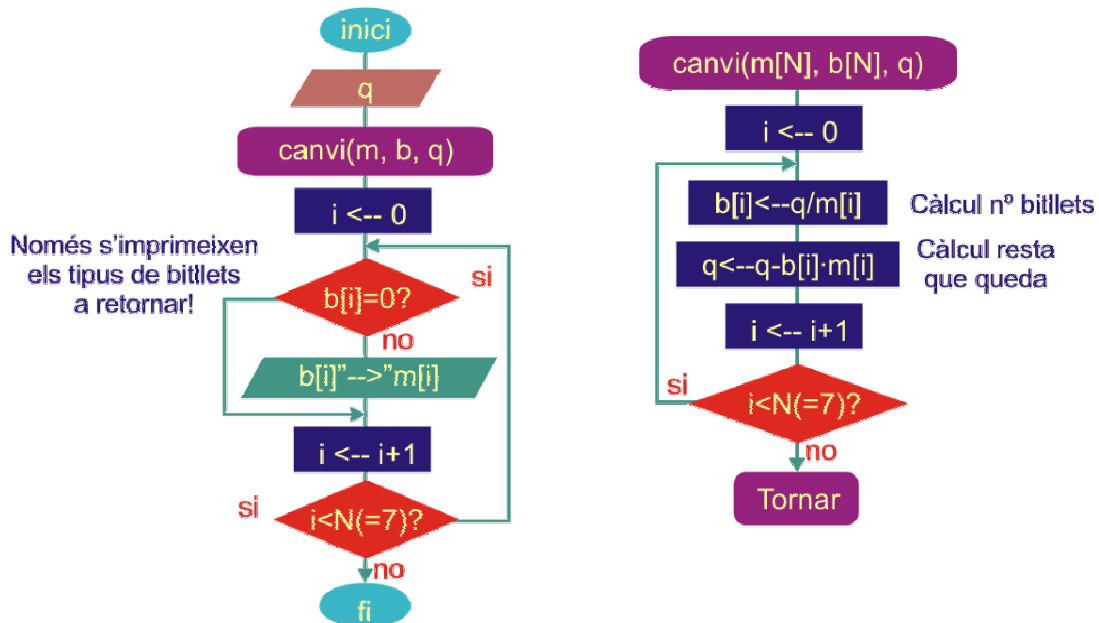 inici
q
canvi(m, b, q)
i <-- 0
Només s'imprimeixen
els tipus de bitllets
a retornar!
si
b[i]=0?
no
b[i]”-->”m[i]
i <-- i+1
si
i<N(=7)?
no
fi
canvi(m[N], b[N], q)
i <-- 0
b[i]<--q/m[i]
Càlcul nº bitllets
q<--q-b[i]·m[i]
Càlcul resta
que queda
i <-- i+1
si
i<N(=7)?
no
Tornar